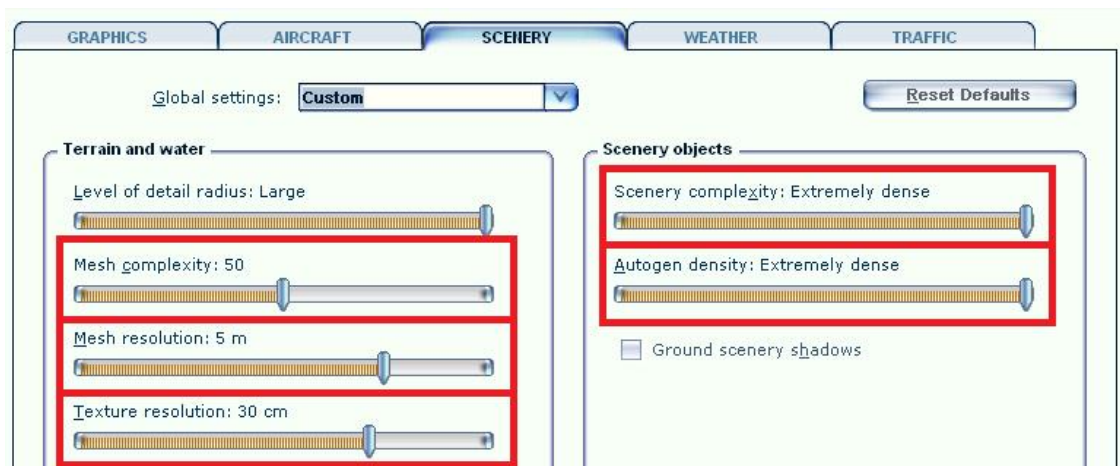 GRAPHICS AIRCRAFT SCENERY WEATHER TRAFFIC
Global settings: Custom Reset Defaults
Terrain and water
Level of detail radius: Large
Mesh complexity: 50
Mesh resolution: 5 m
Texture resolution: 30 cm
Scenery objects
Scenery complexity: Extremely dense
Autogen density: Extremely dense
Ground scenery shadows